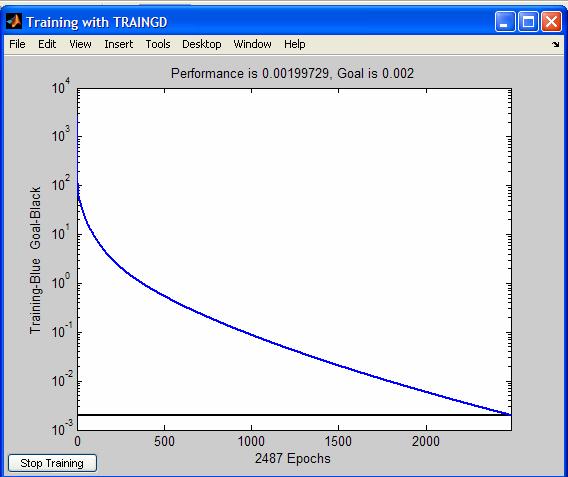 Training with TRAINGD
File Edit View Insert Tools Desktop Window Help
Performance is 0.00199729, Goal is 0.002
Training-Blue Goal-Black
10^4
10^3
10^2
10^1
10^0
10^-1
10^-2
10^-3
0 500 1000 1500 2000
2487 Epochs
Stop Training